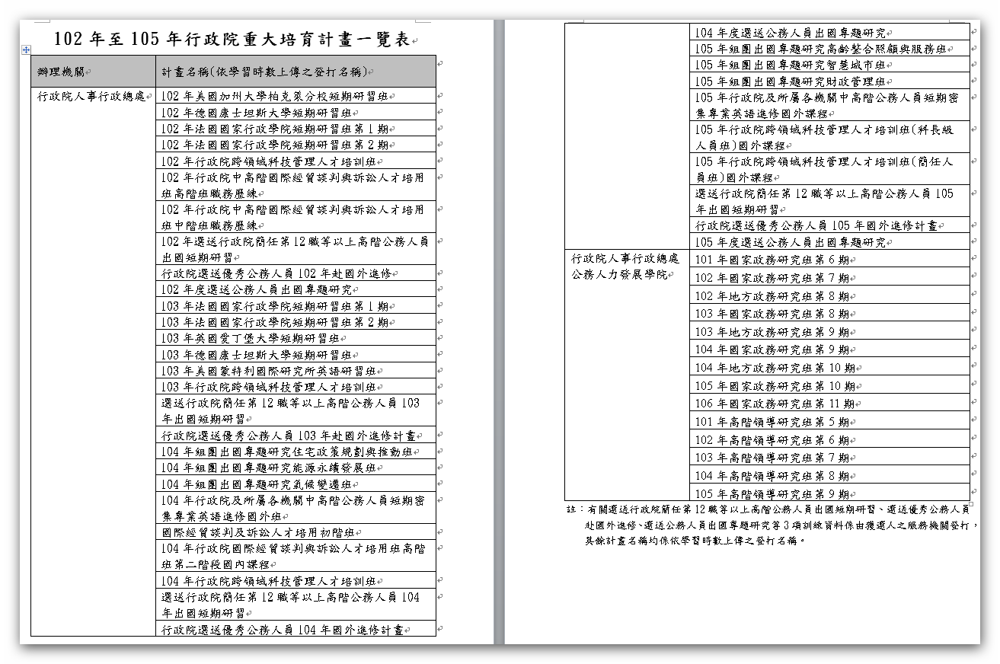 102 年至 105 年行政院重大培育計畫一覽表
辦理機關
計畫名稱(依學習時數上傳之登打名稱)
行政院人事行政總處
102 年美國加州大學柏克萊分校短期研習班
102 年德國康士坦斯大學短期研習班
102 年法國國家行政學院短期研習班第 1 期
102 年法國國家行政學院短期研習班第 2 期
102 年行政院跨領域科技管理人才培訓班
102 年行政院中高階國際經貿談判與訴訟人才培用
班高階班職務歷練
102 年行政院中高階國際經貿談判與訴訟人才培用
班中階班職務歷練
102 年選送行政院簡任第 12 職等以上高階公務人員
出國短期研習
行政院選送優秀公務人員 102 年赴國外進修
102 年度選送公務人員出國專題研究
103 年法國國家行政學院短期研習班第 1 期
103 年法國國家行政學院短期研習班第 2 期
103 年英國愛丁堡大學短期研習班
103 年德國康士坦斯大學短期研習班
103 年美國蒙特利國際研究所英語研習班
103 年行政院跨領域科技管理人才培訓班
選送行政院簡任第 12 職等以上高階公務人員 103
年出國短期研習
行政院選送優秀公務人員 103 年赴國外進修計畫
104 年組團出國專題研究住宅政策規劃與推動班
104 年組團出國專題研究能源永續發展班
104 年組團出國專題研究氣候變遷班
104 年行政院及所屬各機關中高階公務人員短期密
集專業英語進修國外班
國際經貿談判及訴訟人才培用初階班
104 年行政院國際經貿談判與訴訟人才培用班高階
班第二階段國內課程
104 年行政院跨領域科技管理人才培訓班
選送行政院簡任第 12 職等以上高階公務人員 104
年出國短期研習
行政院選送優秀公務人員 104 年國外進修計畫
104 年度選送公務人員出國專題研究
105 年組團出國專題研究高齡整合照顧與服務班
105 年組團出國專題研究智慧城市班
105 年組團出國專題研究財政管理班
105 年行政院及所屬各機關中高階公務人員短期密
集專業英語進修國外課程
105 年行政院跨領域科技管理人才培訓班(科長級
人員班)國外課程
105 年行政院跨領域科技管理人才培訓班(簡任人
員班)國外課程
選送行政院簡任第 12 職等以上高階公務人員 105
年出國短期研習
行政院選送優秀公務人員 105 年國外進修計畫
105 年度選送公務人員出國專題研究
行政院人事行政總處
公務人力發展學院
101 年國家政務研究班第 6 期
102 年國家政務研究班第 7 期
102 年地方政務研究班第 8 期
103 年國家政務研究班第 8 期
103 年地方政務研究班第 9 期
104 年國家政務研究班第 9 期
104 年地方政務研究班第 10 期
105 年國家政務研究班第 10 期
106 年國家政務研究班第 11 期
101 年高階領導研究班第 5 期
102 年高階領導研究班第 6 期
103 年高階領導研究班第 7 期
104 年高階領導研究班第 8 期
105 年高階領導研究班第 9 期
註：有關選送行政院簡任第 12 職等以上高階公務人員出國短期研習、選送優秀公務人員
赴國外進修、選送公務人員出國專題研究等 3 項訓練資料係由獲選人之服務機關登打，
其餘計畫名稱均係依學習時數上傳之登打名稱。